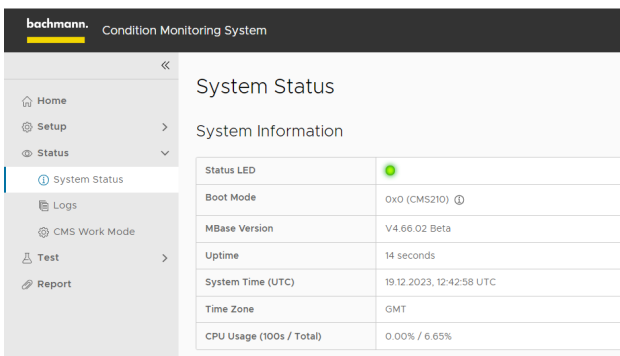 bachmann.
Condition Monitoring System
System Status
Home
Setup
System Information
Status
Status LED
System Status
Boot Mode
0x0 (CMS210)
Logs
MBase Version
V4.66.02 Beta
CMS Work Mode
Uptime
14 seconds
Test
System Time (UTC)
19.12.2023, 12:42:58 UTC
Report
Time Zone
GMT
CPU Usage (100s / Total)
0.00% / 6.65%